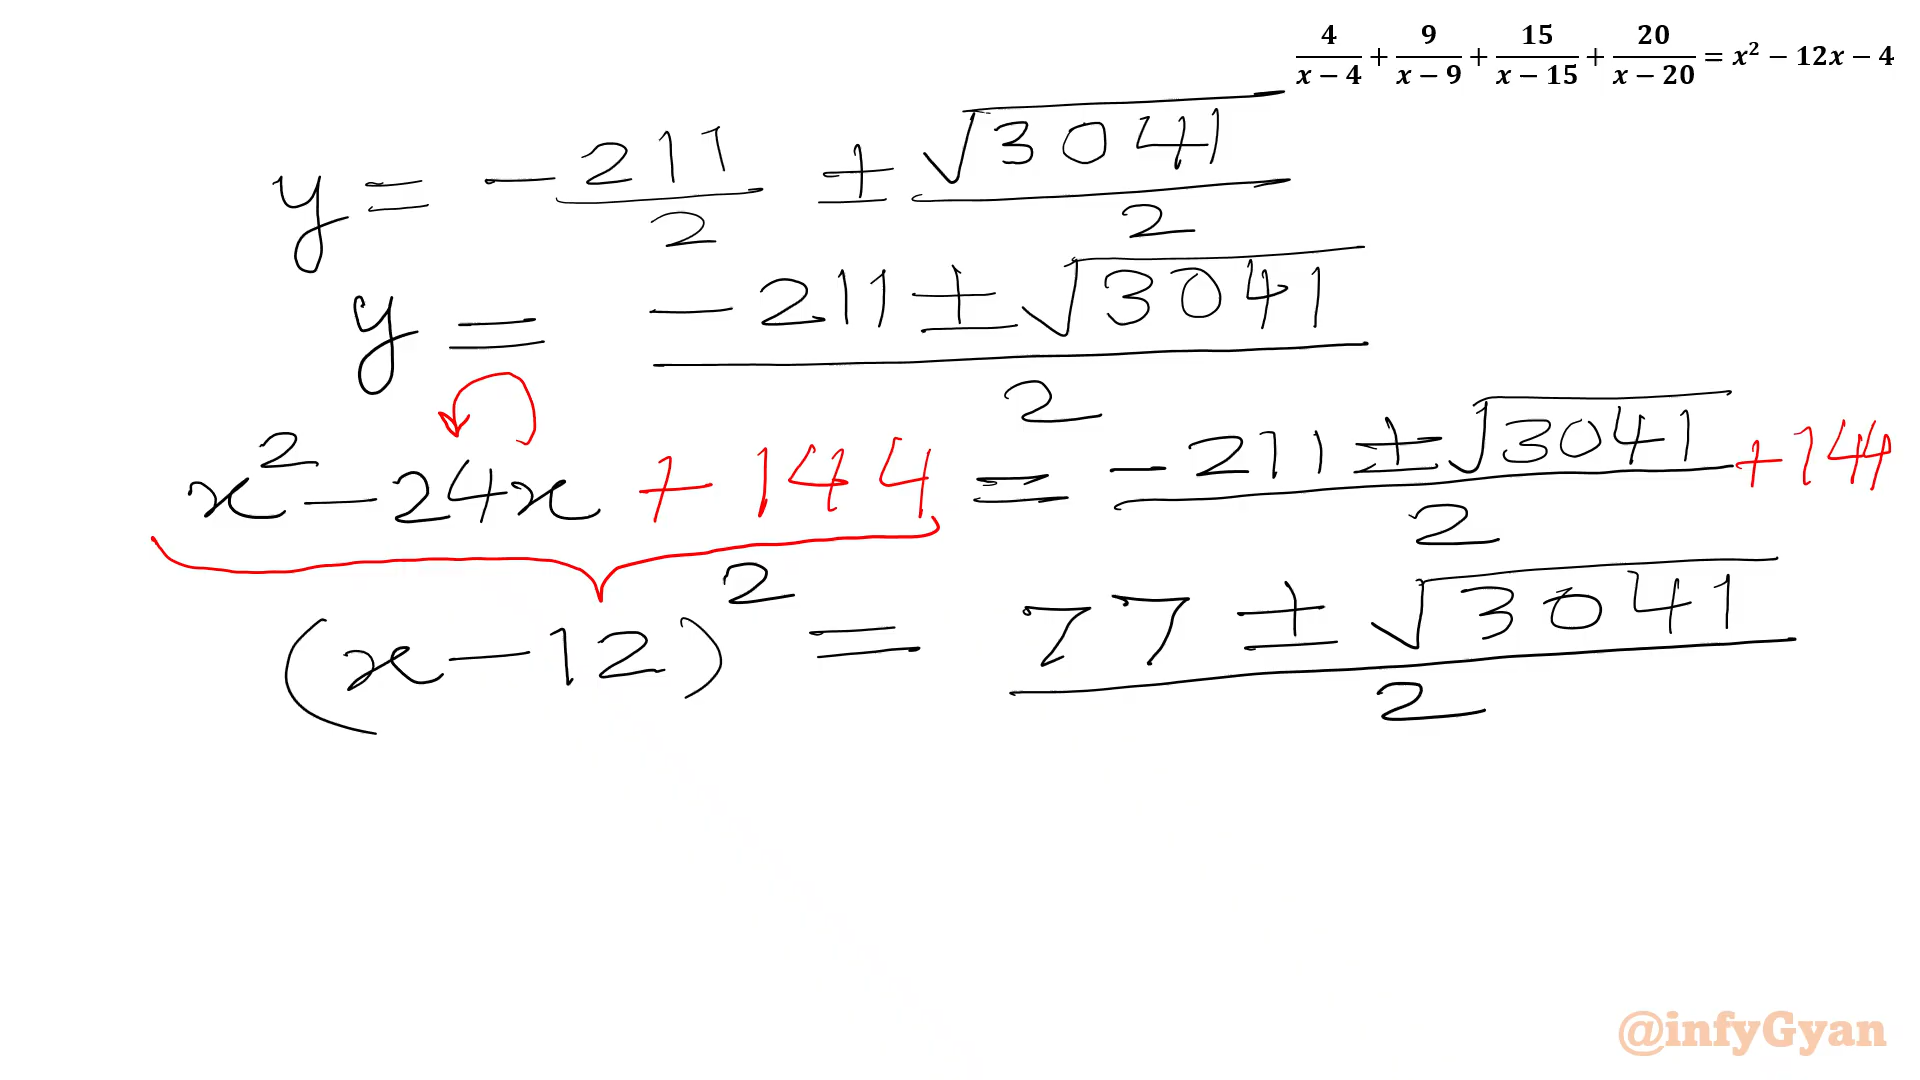 4/(x − 4) + 9/(x − 9) + 15/(x − 15) + 20/(x − 20) = x² − 12x − 4
y = − 211/2 ± √3041/2
y = (− 211 ± √3041)/2
x² − 24x + 144 = (− 211 ± √3041)/2 + 144
(x − 12)² = (77 ± √3041)/2
@infyGyan